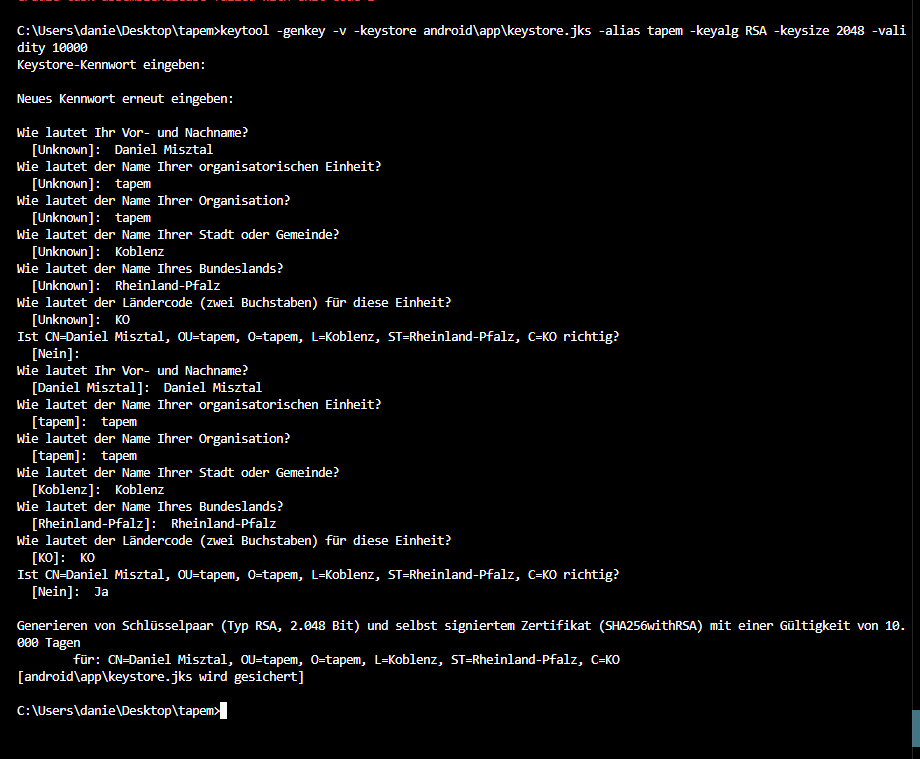 C:\Users\danie\Desktop\tapem>keytool -genkey -v -keystore android\app\keystore.jks -alias tapem -keyalg RSA -keysize 2048 -vali
dity 10000
Keystore-Kennwort eingeben:
Neues Kennwort erneut eingeben:
Wie lautet Ihr Vor- und Nachname?
[Unknown]:  Daniel Misztal
Wie lautet der Name Ihrer organisatorischen Einheit?
[Unknown]:  tapem
Wie lautet der Name Ihrer Organisation?
[Unknown]:  tapem
Wie lautet der Name Ihrer Stadt oder Gemeinde?
[Unknown]:  Koblenz
Wie lautet der Name Ihres Bundeslands?
[Unknown]:  Rheinland-Pfalz
Wie lautet der Ländercode (zwei Buchstaben) für diese Einheit?
[Unknown]:  KO
Ist CN=Daniel Misztal, OU=tapem, O=tapem, L=Koblenz, ST=Rheinland-Pfalz, C=KO richtig?
[Nein]:
Wie lautet Ihr Vor- und Nachname?
[Daniel Misztal]:  Daniel Misztal
Wie lautet der Name Ihrer organisatorischen Einheit?
[tapem]:  tapem
Wie lautet der Name Ihrer Organisation?
[tapem]:  tapem
Wie lautet der Name Ihrer Stadt oder Gemeinde?
[Koblenz]:  Koblenz
Wie lautet der Name Ihres Bundeslands?
[Rheinland-Pfalz]:  Rheinland-Pfalz
Wie lautet der Ländercode (zwei Buchstaben) für diese Einheit?
[KO]:  KO
Ist CN=Daniel Misztal, OU=tapem, O=tapem, L=Koblenz, ST=Rheinland-Pfalz, C=KO richtig?
[Nein]:  Ja
Generieren von Schlüsselpaar (Typ RSA, 2.048 Bit) und selbst signiertem Zertifikat (SHA256withRSA) mit einer Gültigkeit von 10.
000 Tagen
für: CN=Daniel Misztal, OU=tapem, O=tapem, L=Koblenz, ST=Rheinland-Pfalz, C=KO
[android\app\keystore.jks wird gesichert]
C:\Users\danie\Desktop\tapem>